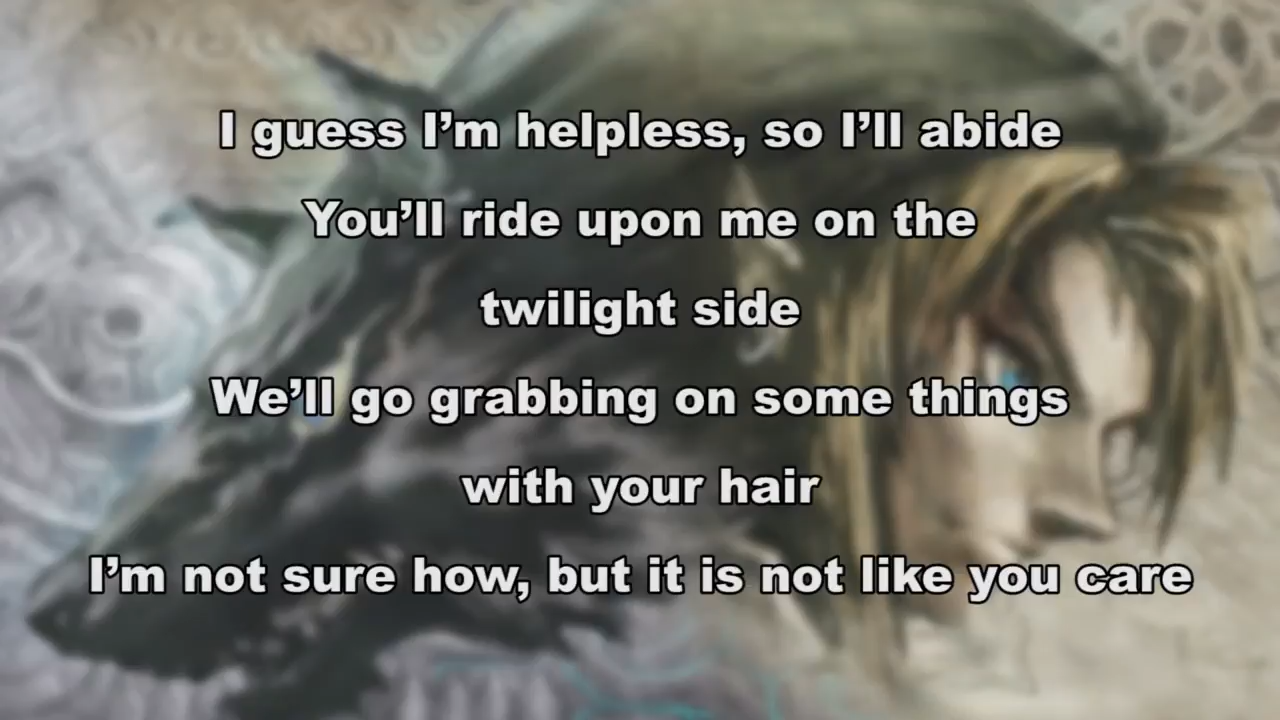 I guess I’m helpless, so I’ll abide
You’ll ride upon me on the
twilight side
We’ll go grabbing on some things
with your hair
I’m not sure how, but it is not like you care